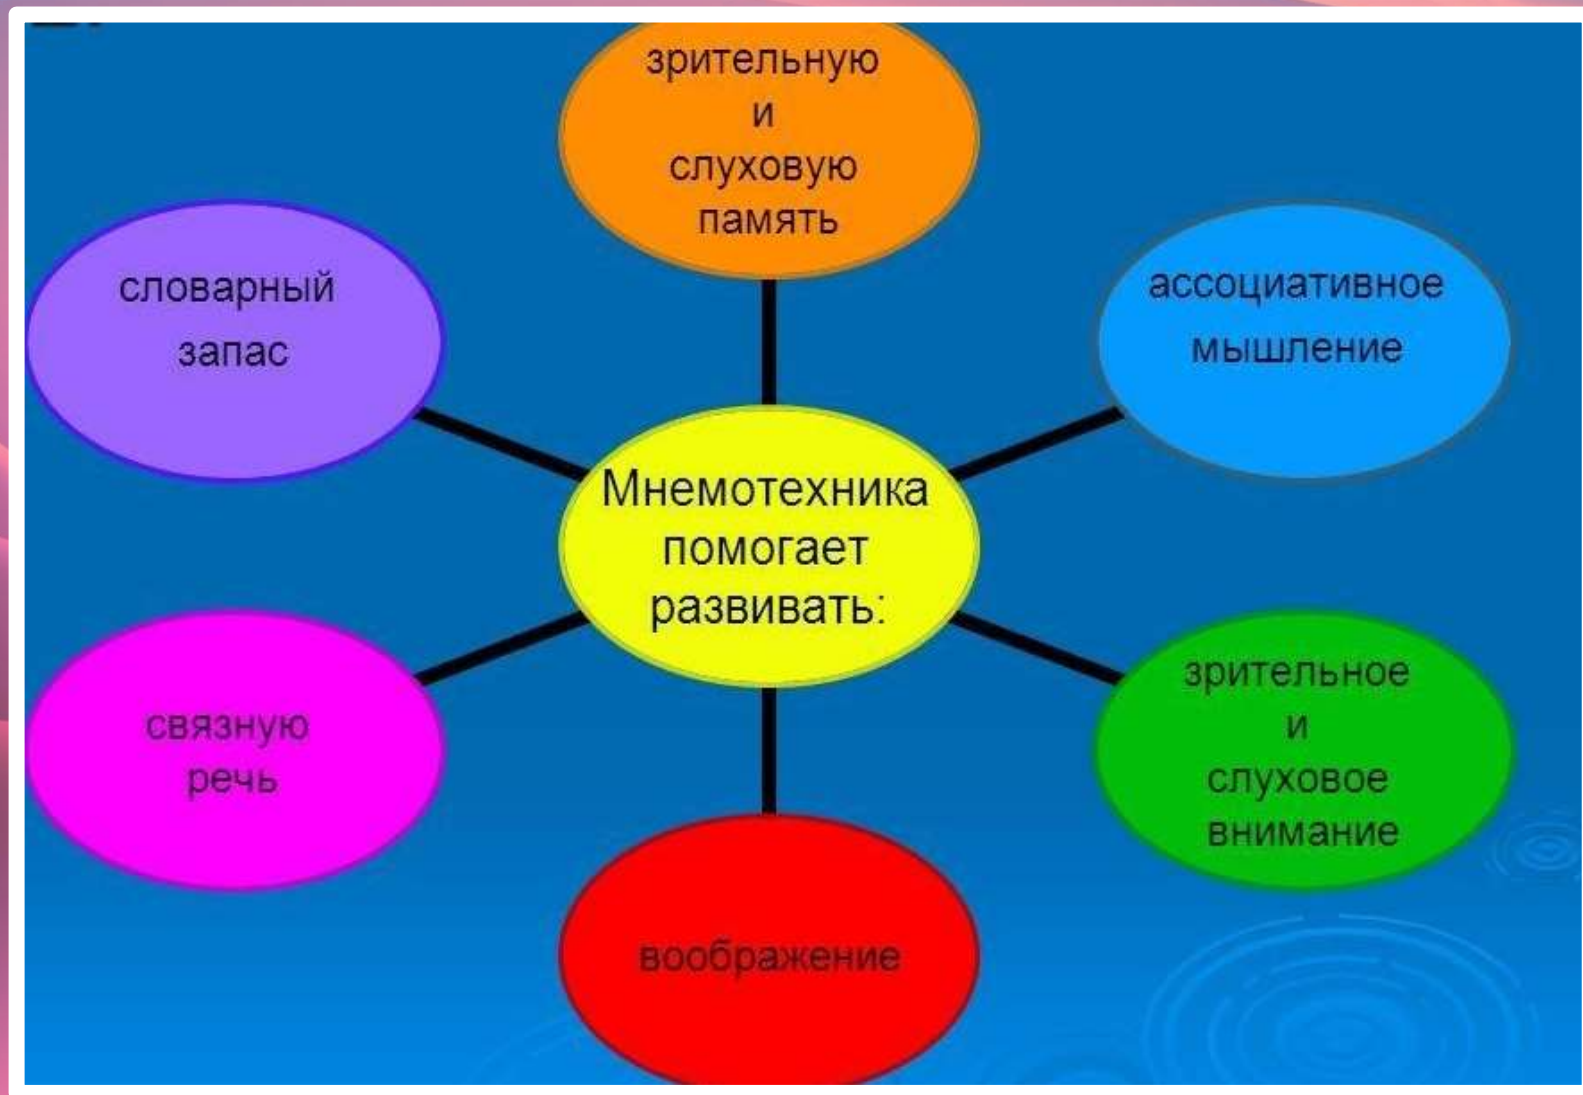 зрительную
и
слуховую
память
словарный
запас
ассоциативное
мышление
Мнемотехника
помогает
развивать:
связную
речь
зрительное
и
слуховое
внимание
воображение